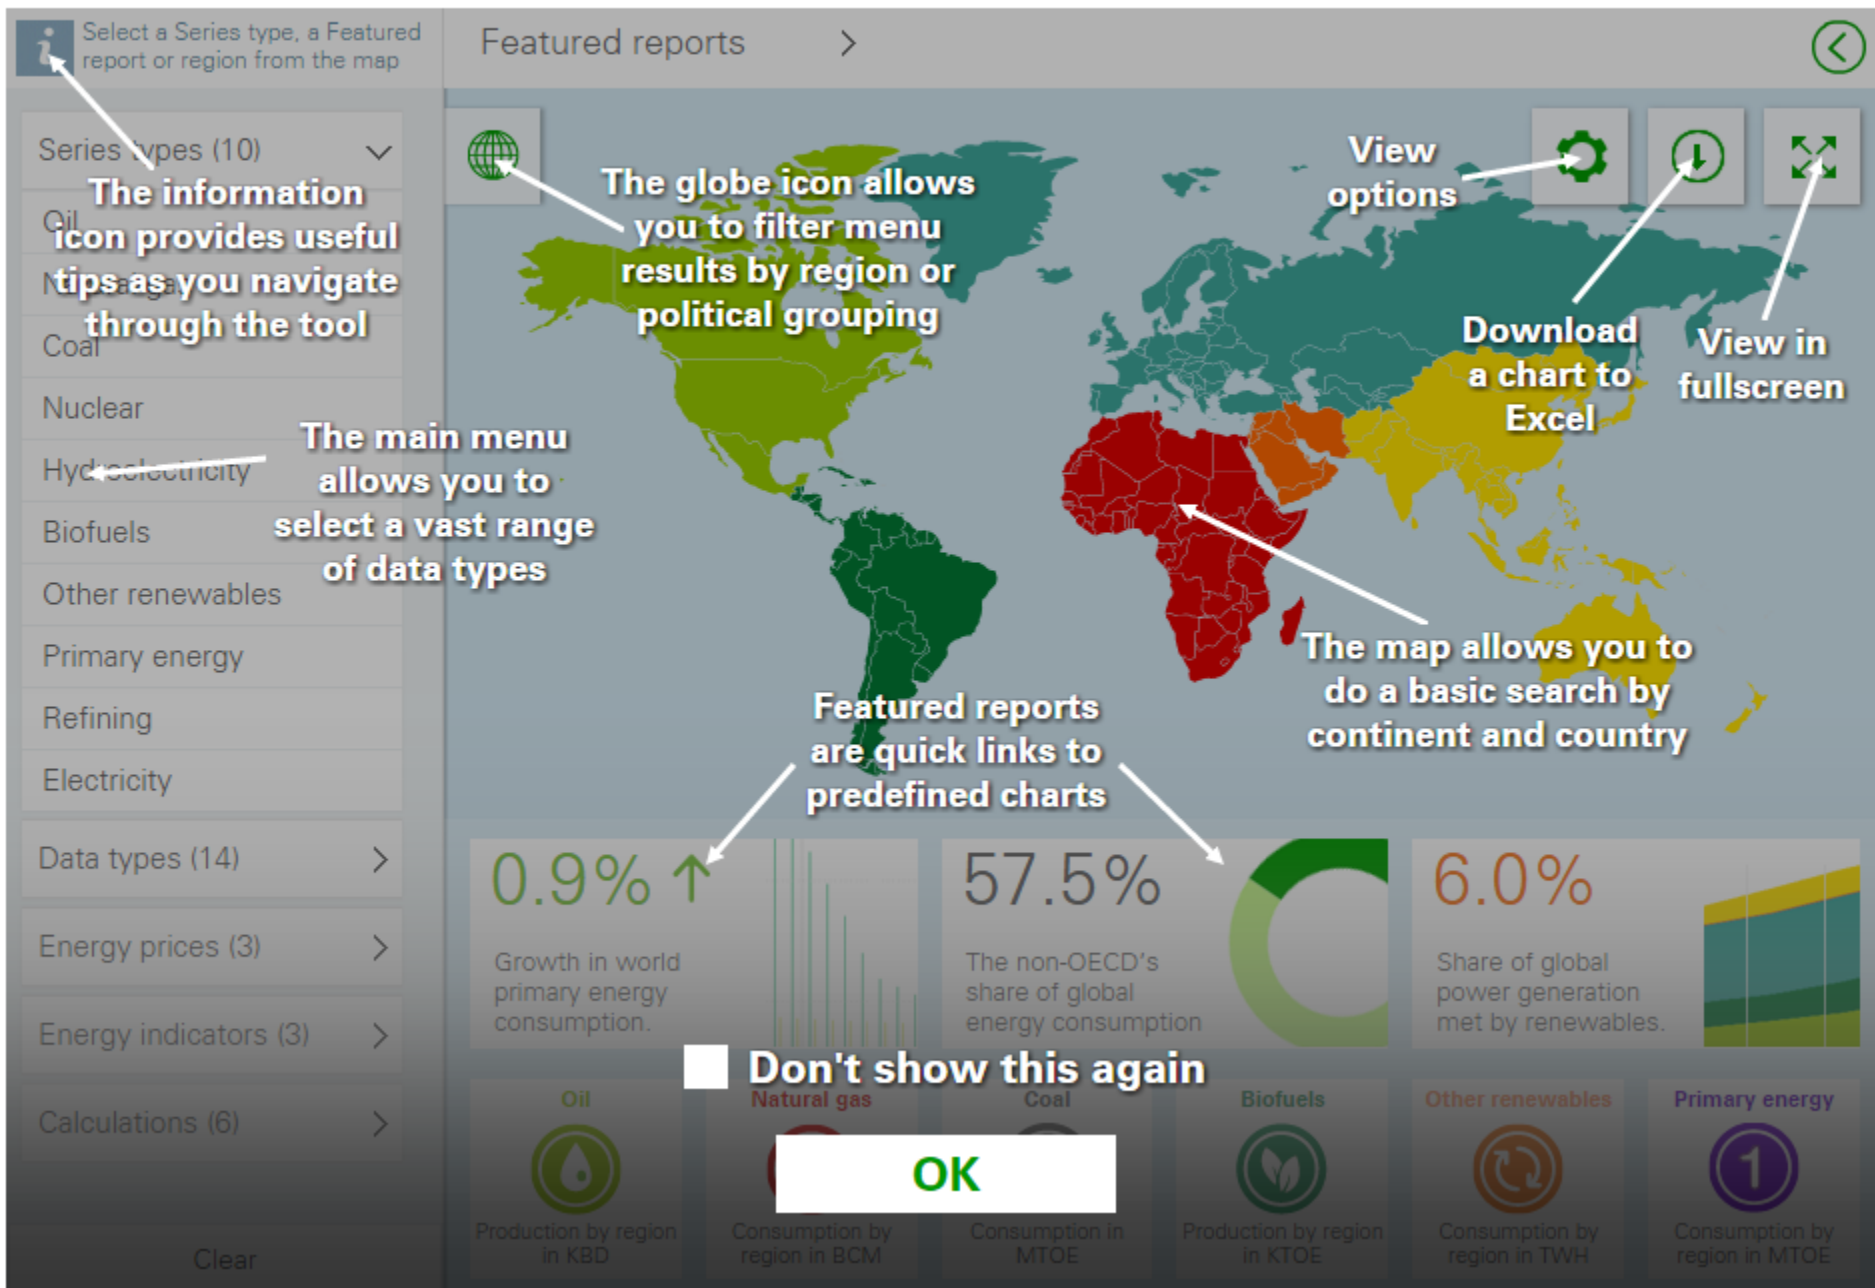 Select a Series type, a Featured
report or region from the map
Featured reports
Series types (10)
The information
icon provides useful
tips as you navigate
through the tool
Oil
Coal
Nuclear
Hydroelectricity
Biofuels
Other renewables
Primary energy
Refining
Electricity
The main menu
allows you to
select a vast range
of data types
Data types (14)
Energy prices (3)
Energy indicators (3)
Calculations (6)
Clear
The globe icon allows
you to filter menu
results by region or
political grouping
View
options
Download
a chart to
Excel
View in
fullscreen
The map allows you to
do a basic search by
continent and country
Featured reports
are quick links to
predefined charts
0.9%
Growth in world
primary energy
consumption.
57.5%
The non-OECD's
share of global
energy consumption
6.0%
Share of global
power generation
met by renewables.
Don't show this again
OK
Oil
Production by region
in KBD
Natural gas
Consumption by
region in BCM
Coal
Consumption in
MTOE
Biofuels
Production by region
in KTOE
Other renewables
Consumption by
region in TWH
Primary energy
1
Consumption by
region in MTOE